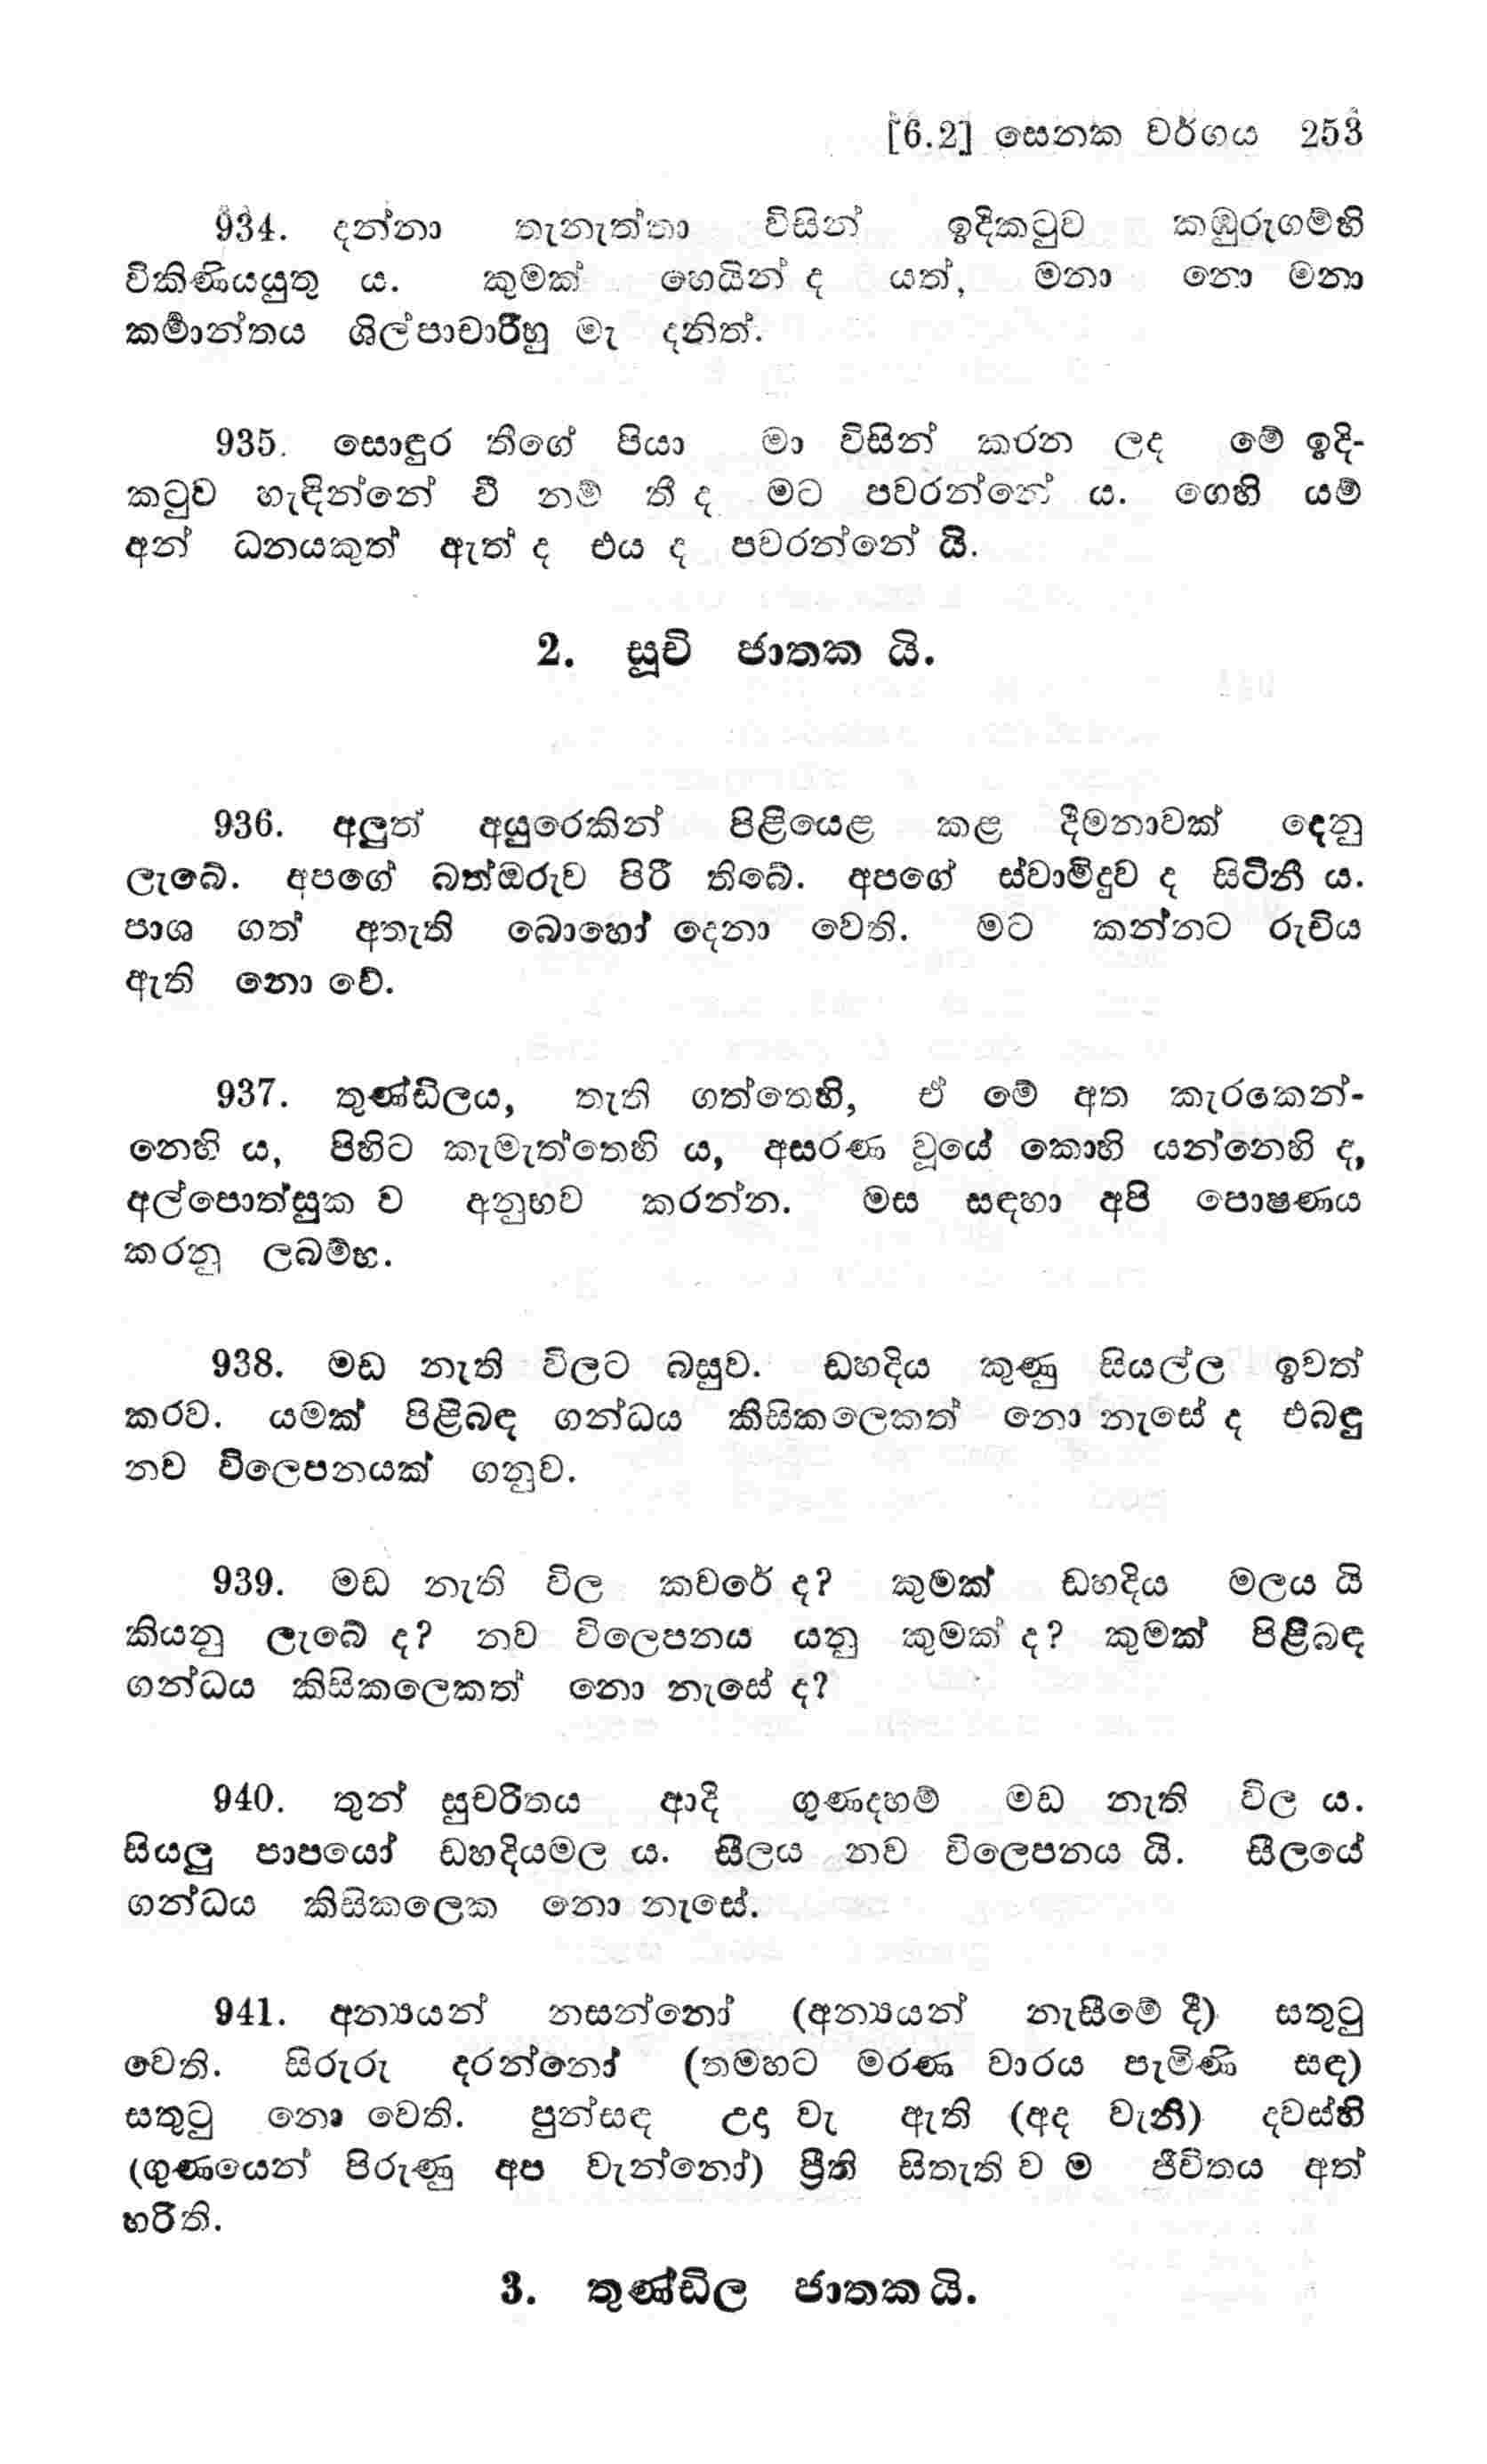 [6.2] සෙනක වර්ගය 253
934. දන්නා තැනැත්තා විසින් ඉදිකටුව කඹුරුගම්හි
විකිණියයුතු ය. කුමක් හෙයින් ද යත්, මනා නො මනා
කර්මාන්තය ශිල්පාචාරීහු මැ දනිත්.
935. සොඳුර තීගේ පියා මා විසින් කරන ලද මේ ඉදි-
කටුව හැඳින්නේ වී නම් තී ද මට පවරන්නේ ය. ගෙහි යම්
අන් ධනයකුත් ඇත් ද එය ද පවරන්නේ යි.
2. සූචි ජාතක යි.
936. අලුත් අයුරෙකින් පිළියෙළ කළ දීමනාවක් දෙනු
ලැබේ. අපගේ බත්ඔරුව පිරී තිබේ. අපගේ ස්වාමිදුව ද සිටිනී ය.
පාශ ගත් අතැති බොහෝ දෙනා වෙති. මට කන්නට රුචිය
ඇති නො වේ.
937. තුණ්ඩිලය, තැති ගත්තෙහි, ඒ මේ අත කැරකෙන්-
නෙහි ය, පිහිට කැමැත්තෙහි ය, අසරණ වූයේ කොහි යන්නෙහි ද,
අල්පොත්සුක ව අනුභව කරන්න. මස සඳහා අපි පොෂණය
කරනු ලබම්හ.
938. මඩ නැති විලට බසුව. ඩහදිය කුණු සියල්ල ඉවත්
කරව. යමක් පිළිබඳ ගන්ධය කිසිකලෙකත් නො නැසේ ද එබඳු
නව විලෙපනයක් ගනුව.
939. මඩ නැති විල කවරේ ද? කුමක් ඩහදිය මලය යි
කියනු ලැබේ ද? නව විලෙපනය යනු කුමක් ද? කුමක් පිළිබඳ
ගන්ධය කිසිකලෙකත් නො නැසේ ද?
940. තුන් සුචරිතය ආදි ගුණදහම් මඩ නැති විල ය.
සියලු පාපයෝ ඩහදියමල ය. සීලය නව විලෙපනය යි. සීලයේ
ගන්ධය කිසිකලෙක නො නැසේ.
941. අන්‍යයන් නසන්නෝ (අන්‍යයන් නැසීමේ දී) සතුටු
වෙති. සිරුරු දරන්නෝ (තමහට මරණ වාරය පැමිණි සඳ)
සතුටු නො වෙති. පුන්සඳ උදා වැ ඇති (අද වැනි) දවස්හි
(ගුණයෙන් පිරුණු අප වැන්නෝ) ප්‍රීති සිතැති ව ම ජීවිතය අත්
හරිති.
3. තුණ්ඩිල ජාතක යි.